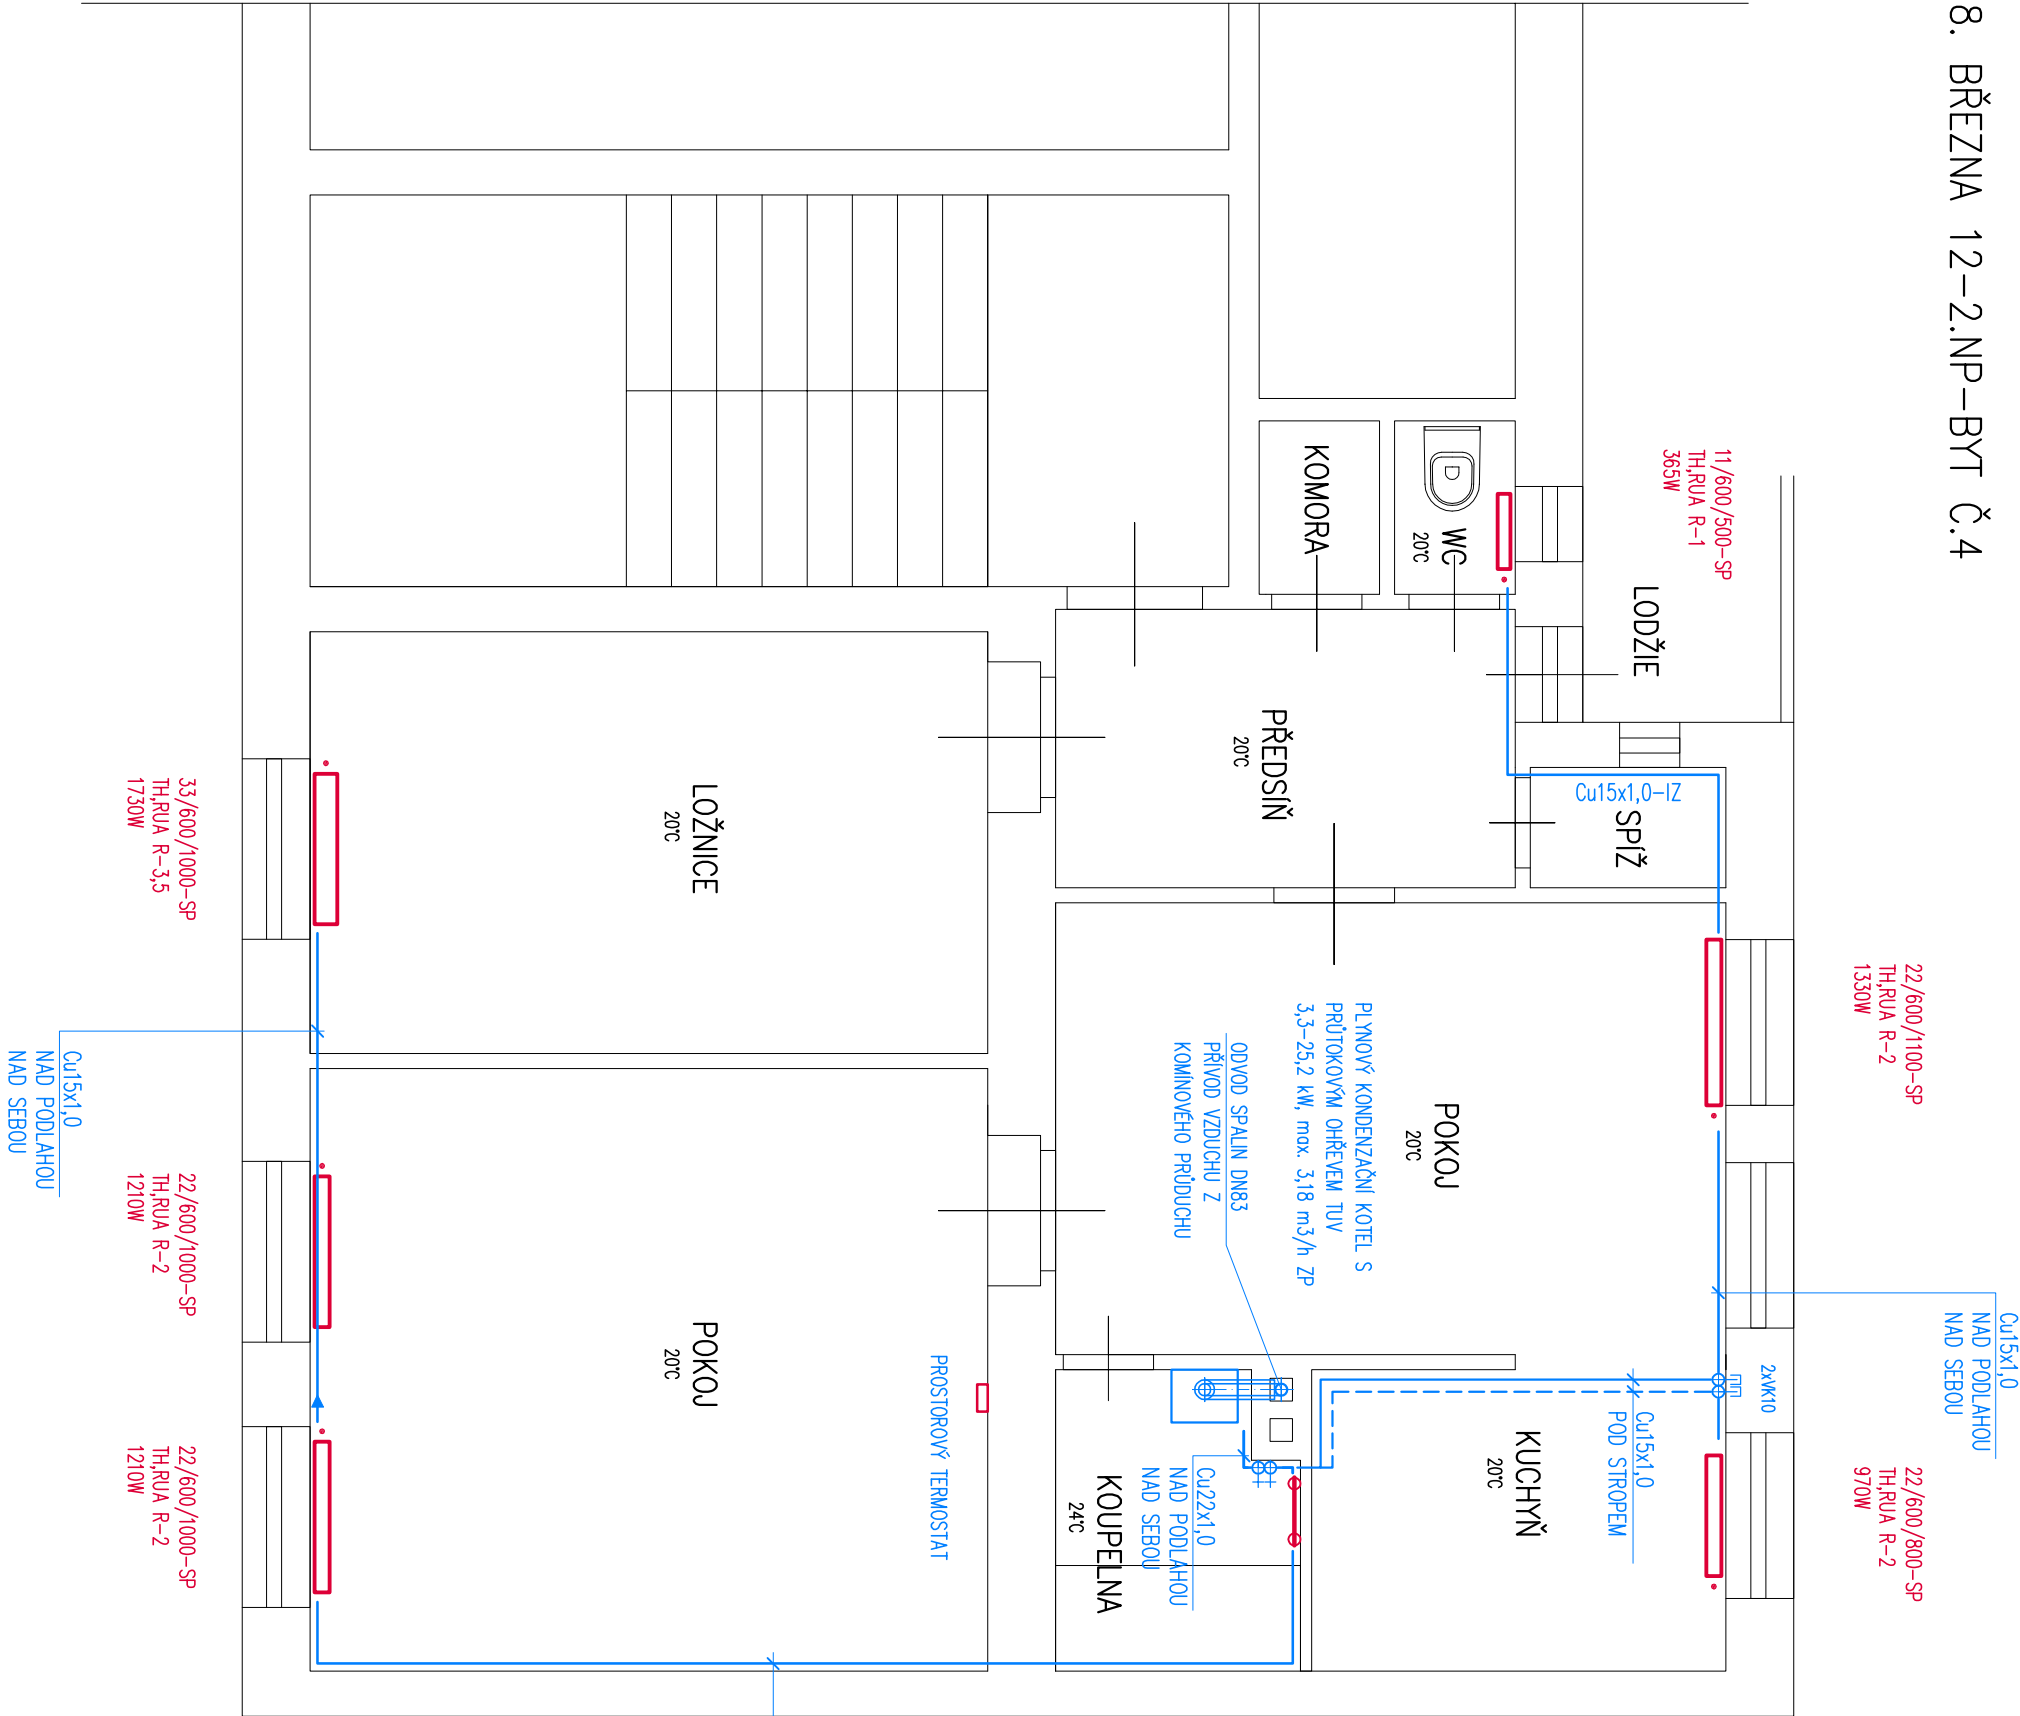 8. BŘEZNA 12-2.NP-BYT Č.4
11/600/500-SP
TH,RUA R-1
365W
LODŽIE
WC
20°C
KOMORA
PŘEDSÍŇ
20°C
Cu15x1,0-IZ
SPÍŽ
LOŽNICE
20°C
33/600/1000-SP
TH,RUA R-3,5
1730W
22/600/1100-SP
TH,RUA R-2
1330W
POKOJ
20°C
PLYNOVÝ KONDENZAČNÍ KOTEL S
PRŮTOKOVÝM OHŘEVEM TUV
3,3-25,2 kW, max. 3,18 m3/h ZP
ODVOD SPALIN DN83
PŘÍVOD VZDUCHU Z
KOMÍNOVÉHO PRŮDUCHU
Cu15x1,0
NAD PODLAHOU
NAD SEBOU
22/600/1000-SP
TH,RUA R-2
1210W
Cu15x1,0
NAD PODLAHOU
NAD SEBOU
2xVK10
Cu15x1,0
POD STROPEM
KUCHYŇ
20°C
22/600/800-SP
TH,RUA R-2
970W
POKOJ
20°C
PROSTOROVÝ TERMOSTAT
Cu22x1,0
NAD PODLAHOU
NAD SEBOU
KOUPELNA
24°C
22/600/1000-SP
TH,RUA R-2
1210W